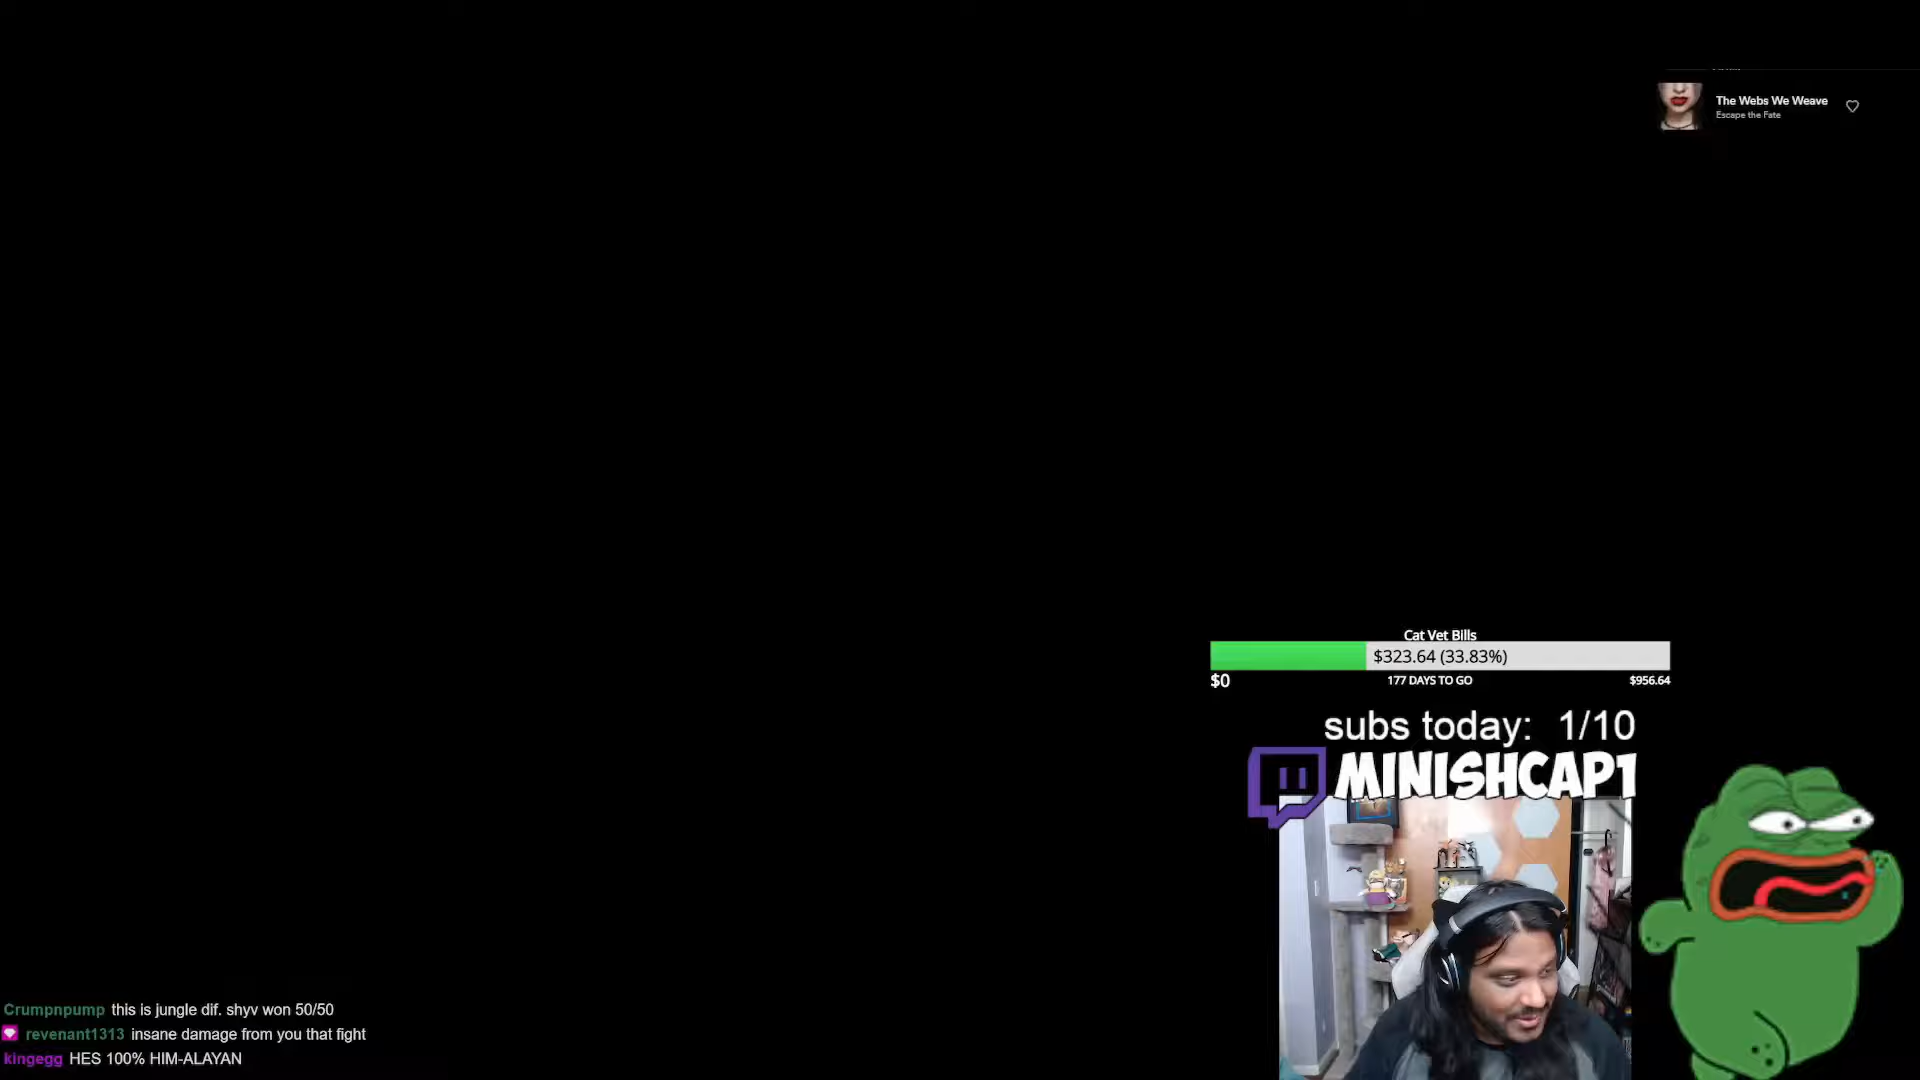 The Webs We Weave
Escape the Fate
Cat Vet Bills
$323.64 (33.83%)
$0 177 DAYS TO GO $956.64
subs today: 1/10
MINISHCAP1
Crumpnpump this is jungle dif. shyv won 50/50
revenant1313 insane damage from you that fight
kingegg HES 100% HIM-ALAYAN